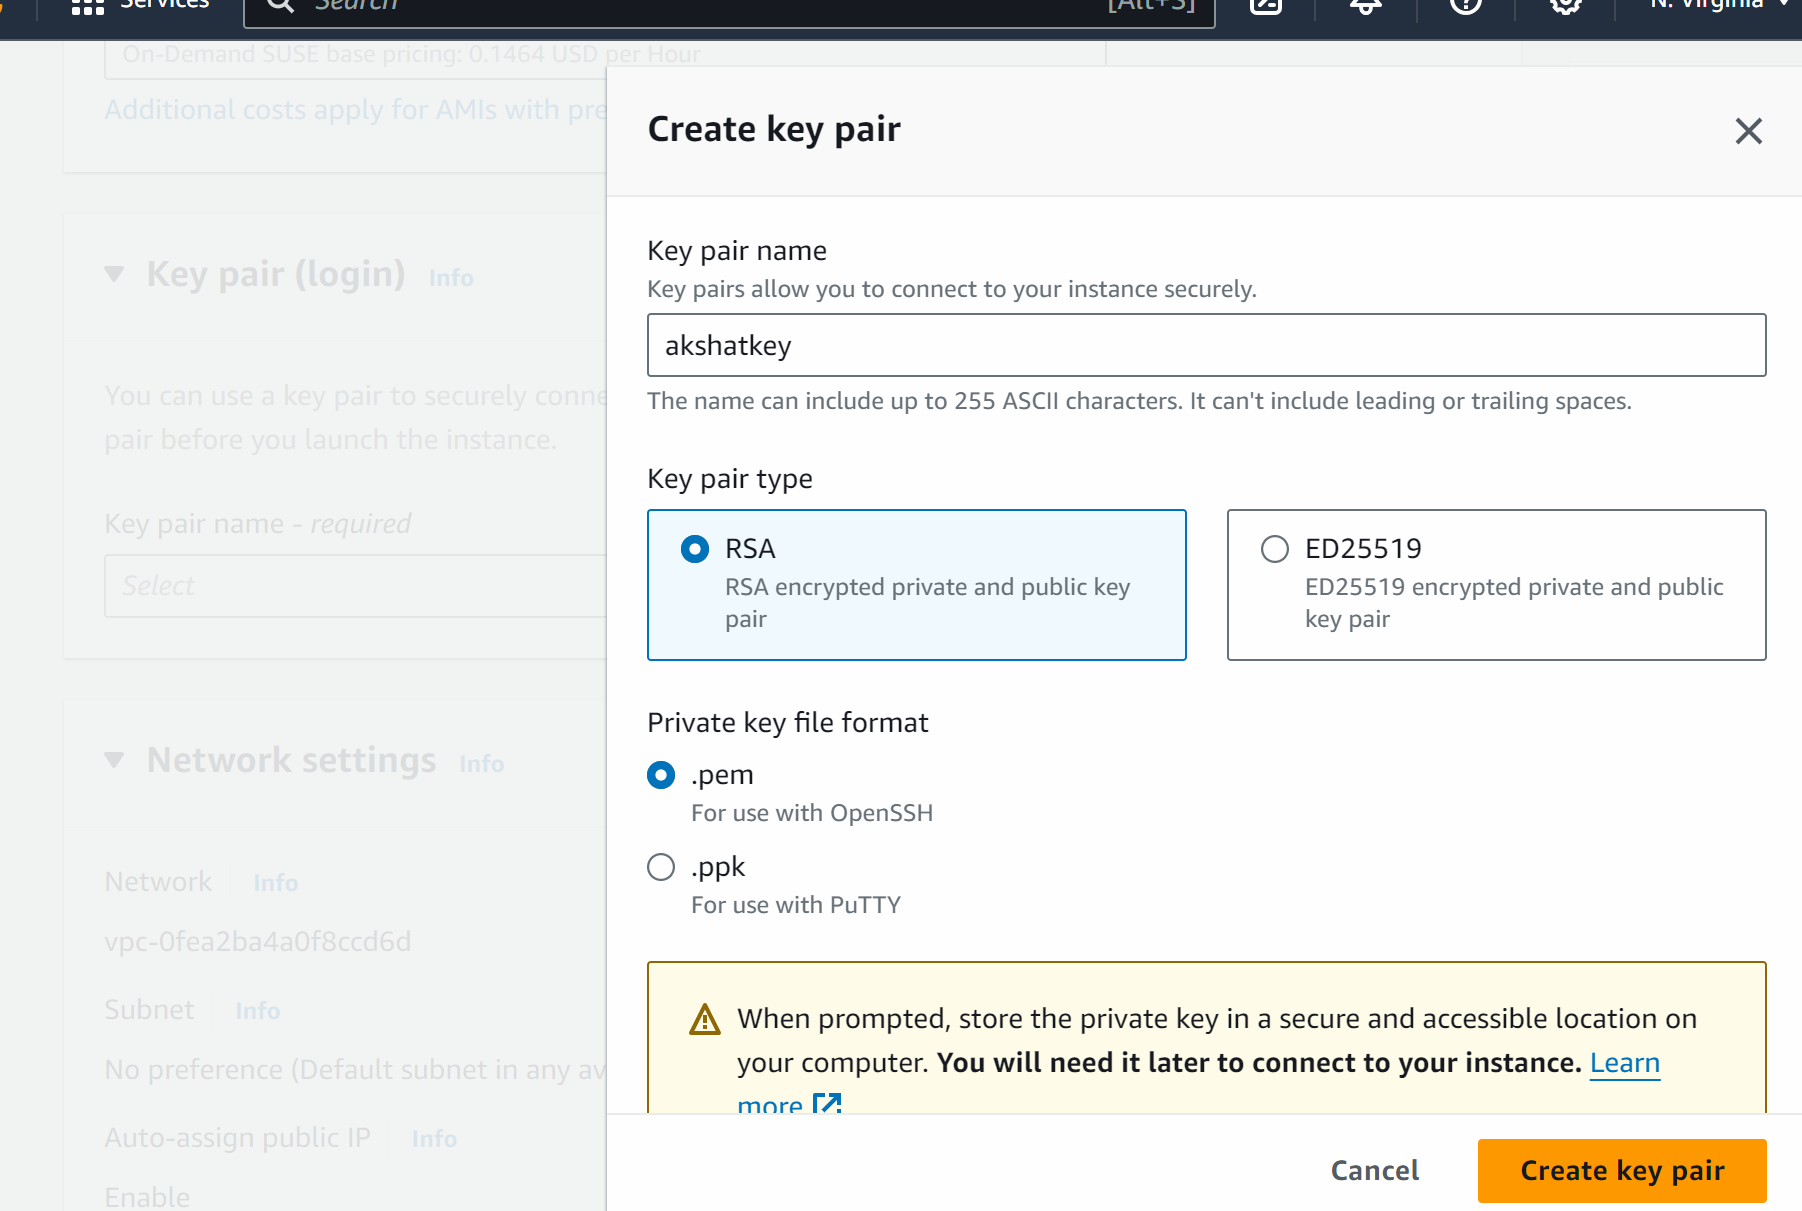 Services
Search
[Alt+S]
N. Virginia
On-Demand SUSE base pricing: 0.1464 USD per Hour
Additional costs apply for AMIs with pre
Key pair (login) Info
You can use a key pair to securely conne
pair before you launch the instance.
Key pair name - required
Select
Network settings Info
Network Info
vpc-0fea2ba4a0f8ccd6d
Subnet Info
No preference (Default subnet in any av
Auto-assign public IP Info
Enable
Create key pair
Key pair name
Key pairs allow you to connect to your instance securely.
akshatkey
The name can include up to 255 ASCII characters. It can't include leading or trailing spaces.
Key pair type
RSA
RSA encrypted private and public key
pair
ED25519
ED25519 encrypted private and public
key pair
Private key file format
.pem
For use with OpenSSH
.ppk
For use with PuTTY
When prompted, store the private key in a secure and accessible location on
your computer. You will need it later to connect to your instance. Learn
more
Cancel
Create key pair